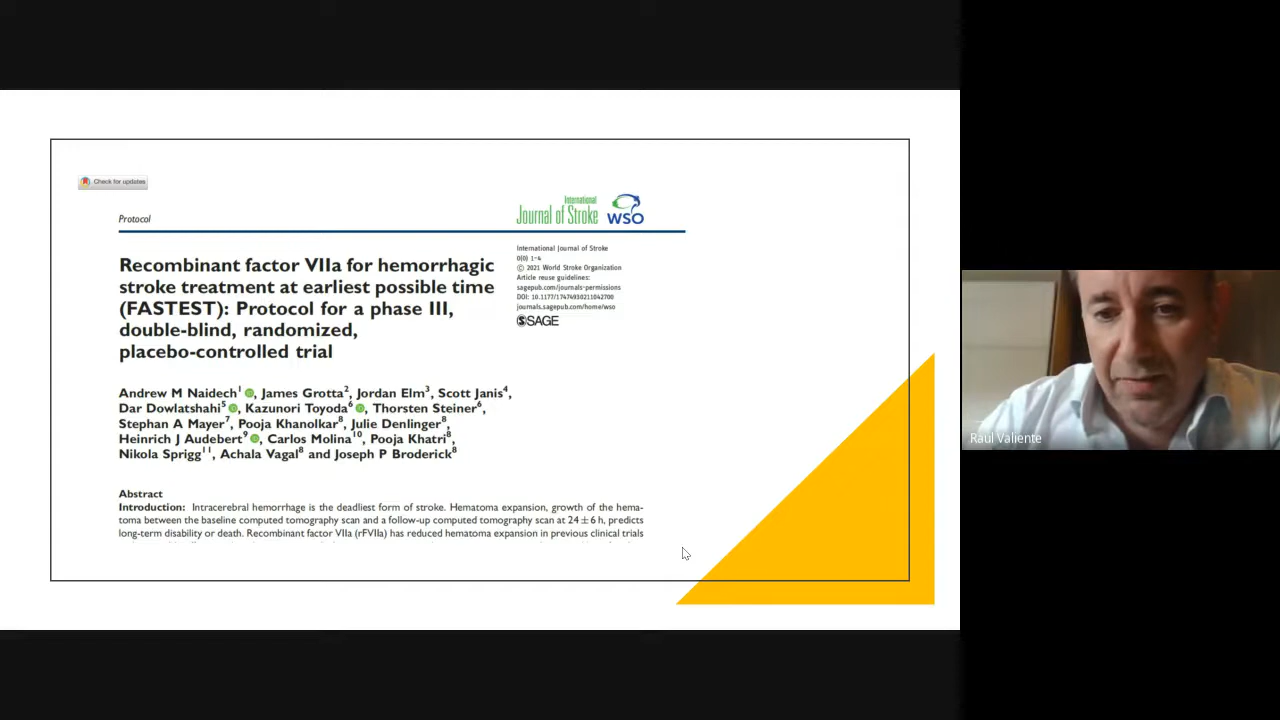 Check for updates
Protocol
International
Journal of Stroke
WSO
Recombinant factor VIIa for hemorrhagic
stroke treatment at earliest possible time
(FASTEST): Protocol for a phase III,
double-blind, randomized,
placebo-controlled trial
International Journal of Stroke
0(0) 1–4
© 2021 World Stroke Organization
Article reuse guidelines:
sagepub.com/journals-permissions
DOI: 10.1177/17474930211042700
journals.sagepub.com/home/wso
SAGE
Andrew M Naidech1, James Grotta2, Jordan Elm3, Scott Janis4,
Dar Dowlatshahi5, Kazunori Toyoda6, Thorsten Steiner6,
Stephan A Mayer7, Pooja Khanolkar8, Julie Denlinger8,
Heinrich J Audebert9, Carlos Molina10, Pooja Khatri8,
Nikola Sprigg11, Achala Vagal8 and Joseph P Broderick8
Abstract
Introduction: Intracerebral hemorrhage is the deadliest form of stroke. Hematoma expansion, growth of the hema-
toma between the baseline computed tomography scan and a follow-up computed tomography scan at 24 ± 6 h, predicts
long-term disability or death. Recombinant factor VIIa (rFVIIa) has reduced hematoma expansion in previous clinical trials
Raul Valiente